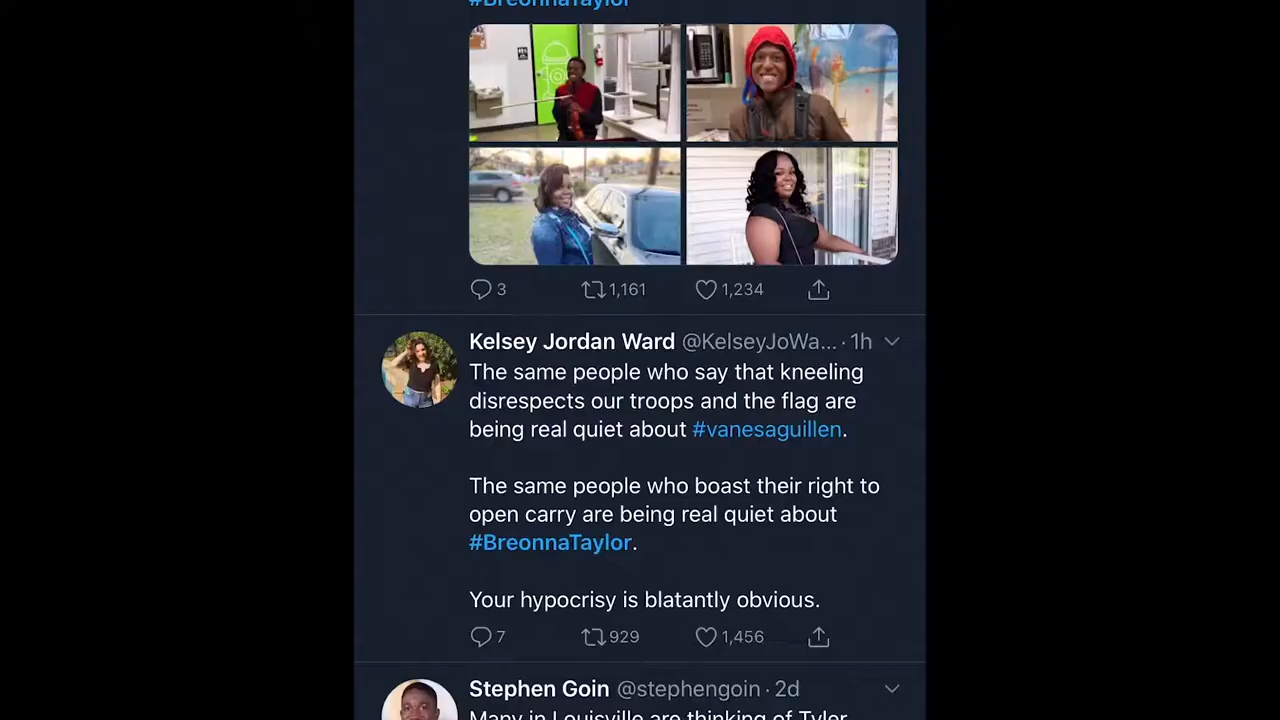 #BreonnaTaylor
3 1,161 1,234
Kelsey Jordan Ward @KelseyJoWa... · 1h
The same people who say that kneeling
disrespects our troops and the flag are
being real quiet about #vanesaguillen.
The same people who boast their right to
open carry are being real quiet about
#BreonnaTaylor.
Your hypocrisy is blatantly obvious.
7 929 1,456
Stephen Goin @stephengoin · 2d
Many in Louisville are thinking of Tyler